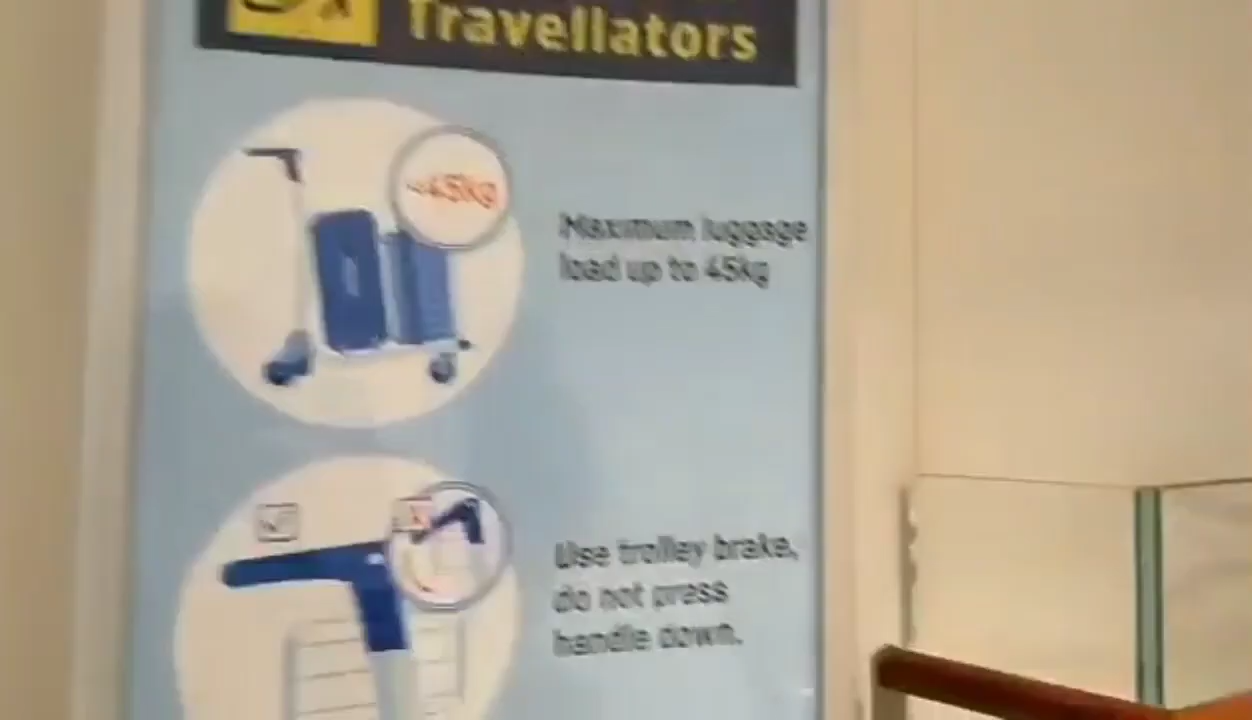 Travellators
<45kg
Maximum luggage
load up to 45kg
Use trolley brake,
do not press
handle down.